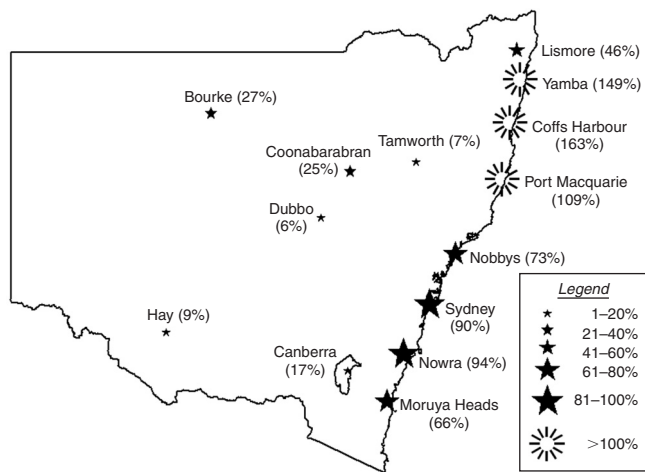 Lismore (46%)
Yamba (149%)
Bourke (27%)
Coffs Harbour
(163%)
Tamworth (7%)
Coonabarabran
(25%)
Port Macquarie
(109%)
Dubbo
(6%)
Nobbys (73%)
Hay (9%)
Sydney
(90%)
Canberra
(17%)
Nowra (94%)
Moruya Heads
(66%)
Legend
1–20%
21–40%
41–60%
61–80%
81–100%
>100%